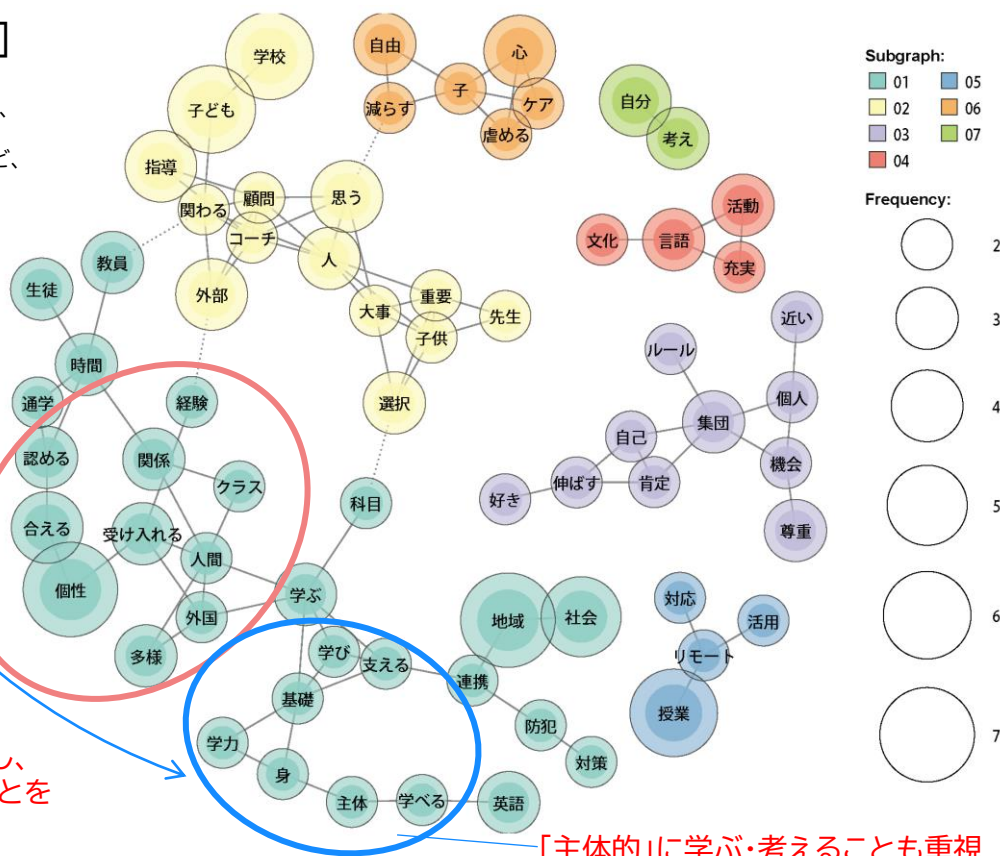 ]
学校
自由
心
子
子ども
減らす
ケア
虐める
、
ど、
指導
顧問
思う
関わる
コーチ
人
外部
教員
生徒
重要
大事
先生
子供
選択
時間
通学
経験
認める
関係
クラス
合える
受け入れる
人間
個性
外国
多様
科目
学ぶ
学び
支える
基礎
学力
身
主体
学べる
英語
地域
社会
連携
防犯
対策
自分
考え
活動
文化
言語
充実
近い
ルール
個人
集団
自己
機会
伸ばす
肯定
好き
尊重
対応
活用
リモート
授業
Subgraph:
01 05
02 06
03 07
04
Frequency:
2
3
4
5
6
7
し、
とを
「主体的」に学ぶ・考えることも重視